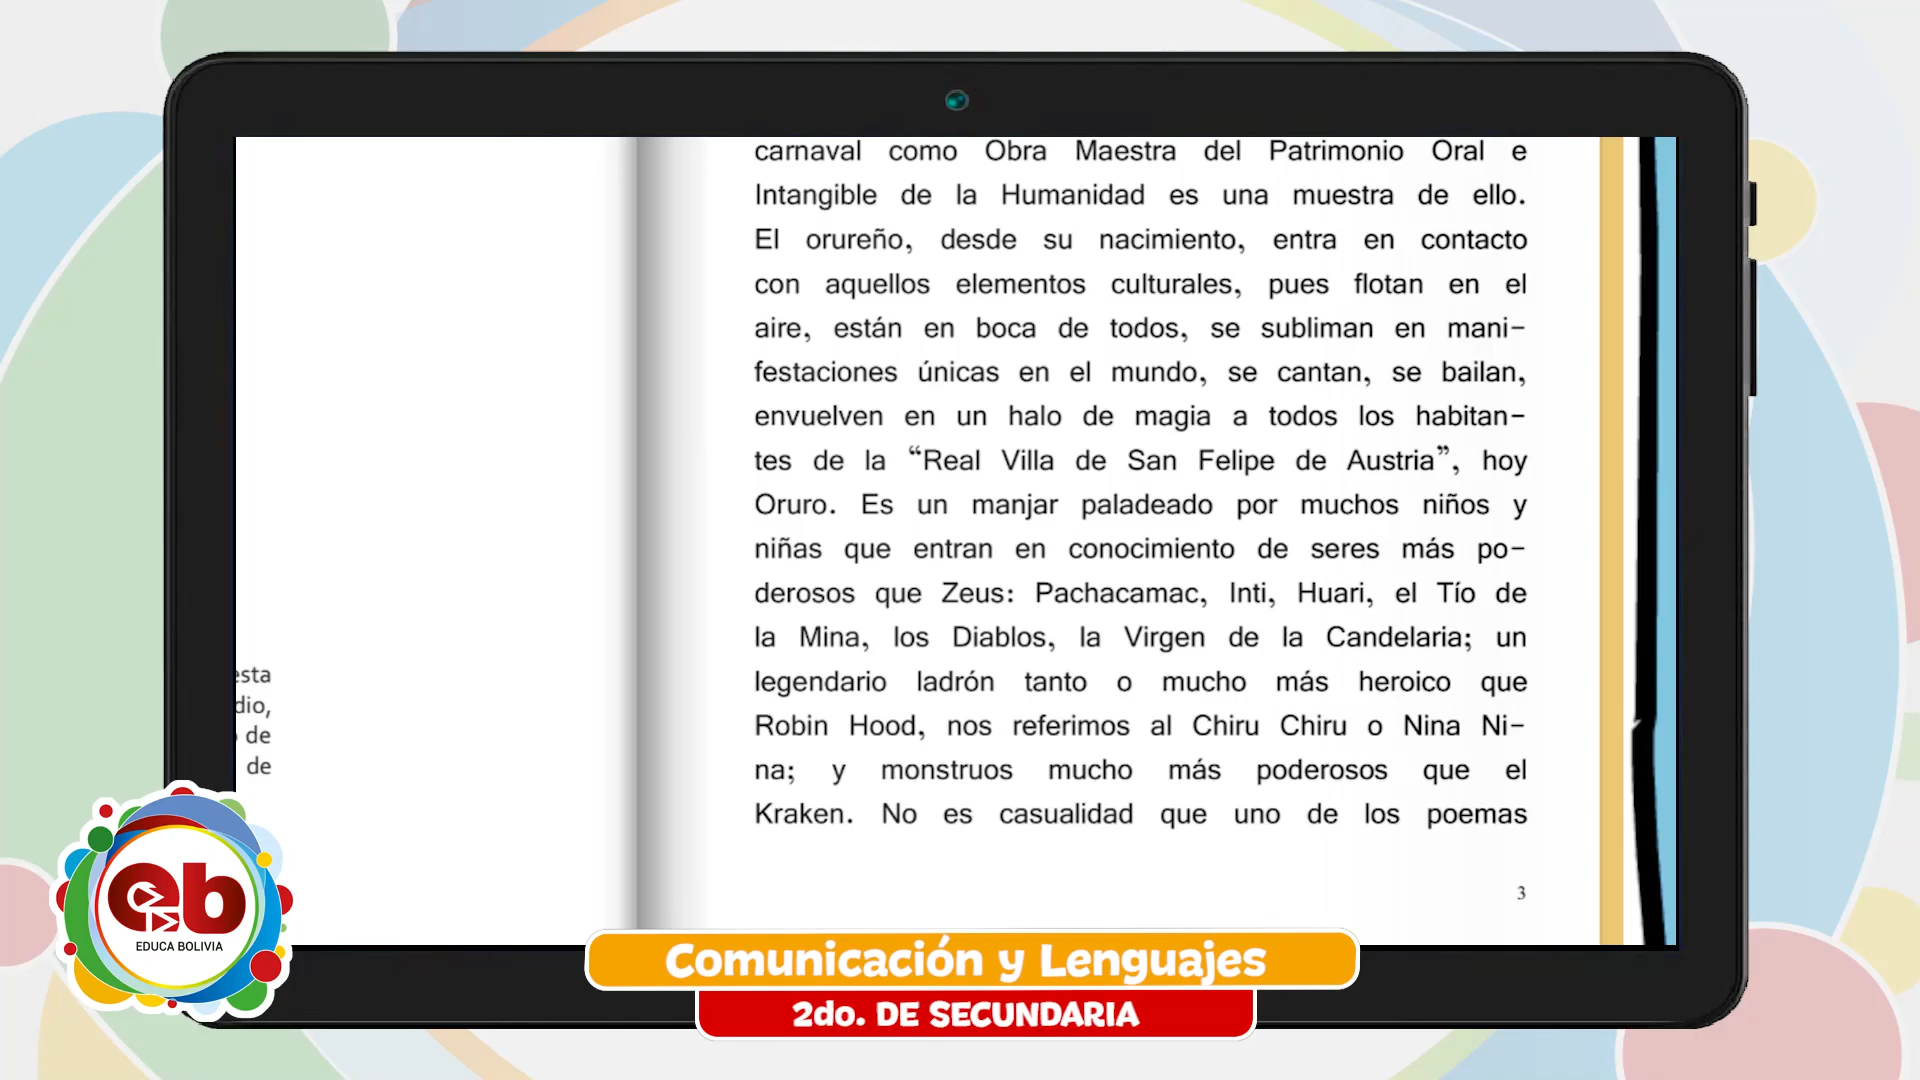 carnaval como Obra Maestra del Patrimonio Oral e
Intangible de la Humanidad es una muestra de ello.
El orureño, desde su nacimiento, entra en contacto
con aquellos elementos culturales, pues flotan en el
aire, están en boca de todos, se subliman en mani-
festaciones únicas en el mundo, se cantan, se bailan,
envuelven en un halo de magia a todos los habitan-
tes de la “Real Villa de San Felipe de Austria”, hoy
Oruro. Es un manjar paladeado por muchos niños y
niñas que entran en conocimiento de seres más po-
derosos que Zeus: Pachacamac, Inti, Huari, el Tío de
la Mina, los Diablos, la Virgen de la Candelaria; un
legendario ladrón tanto o mucho más heroico que
Robin Hood, nos referimos al Chiru Chiru o Nina Ni-
na; y monstruos mucho más poderosos que el
Kraken. No es casualidad que uno de los poemas
3
de
de
eb
EDUCA BOLIVIA
Comunicación y Lenguajes
2do. DE SECUNDARIA